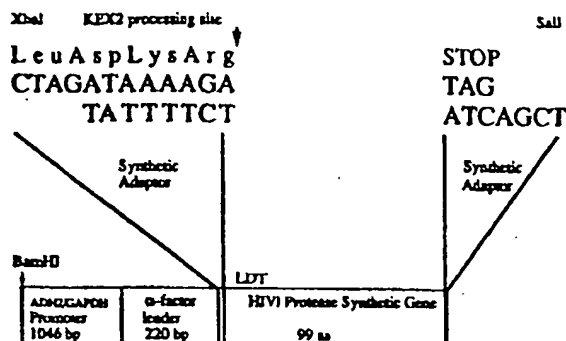 XbaI KEX2 processing site SalI
LeuAspLysArg STOP
CTAGATAAAAGA TAG
TATTTTCT ATCAGCT
Synthetic Adaptor
Synthetic Adaptor
BamHI
LDT
ADH2/GAPDH Promoter 1046 bp
α-factor leader 220 bp
HIV1 Protease Synthetic Gene
99 aa